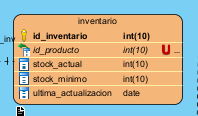 inventario
id_inventario int(10)
id_producto int(10) U ...
stock_actual int(10)
stock_minimo int(10)
ultima_actualizacion date